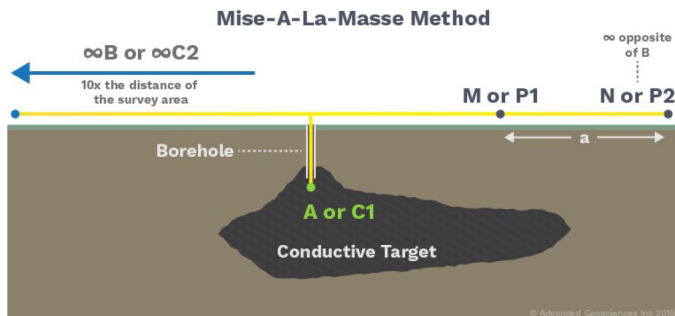 Mise-A-La-Masse Method
∞B or ∞C2
10x the distance of
the survey area
∞ opposite
of B
M or P1
N or P2
a
Borehole
A or C1
Conductive Target
© Advanced Geosciences Inc 2019